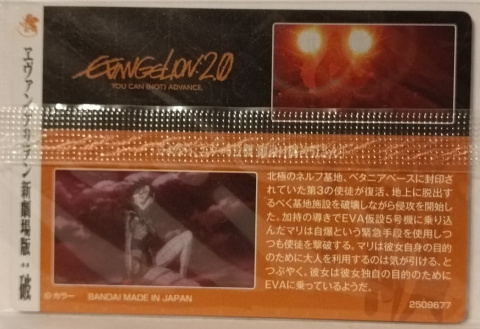 EVANGELION:2.0
YOU CAN (NOT) ADVANCE.
ヱヴァンゲリヲン新劇場版：破
北極のネルフ基地、ベタニアベースに封印
されていた第3の使徒が復活、地上に脱出す
るべく基地施設を破壊しながら侵攻を開始し
た。加持の導きでEVA仮設5号機に乗り込
んだマリは自爆という緊急手段を使用しつ
つも使徒を撃破する。マリは彼女自身の目的
のために大人を利用するのは気が引ける、と
つぶやく。彼女は彼女独自の目的のために
EVAに乗っているようだ。
©カラー BANDAI MADE IN JAPAN
2509677